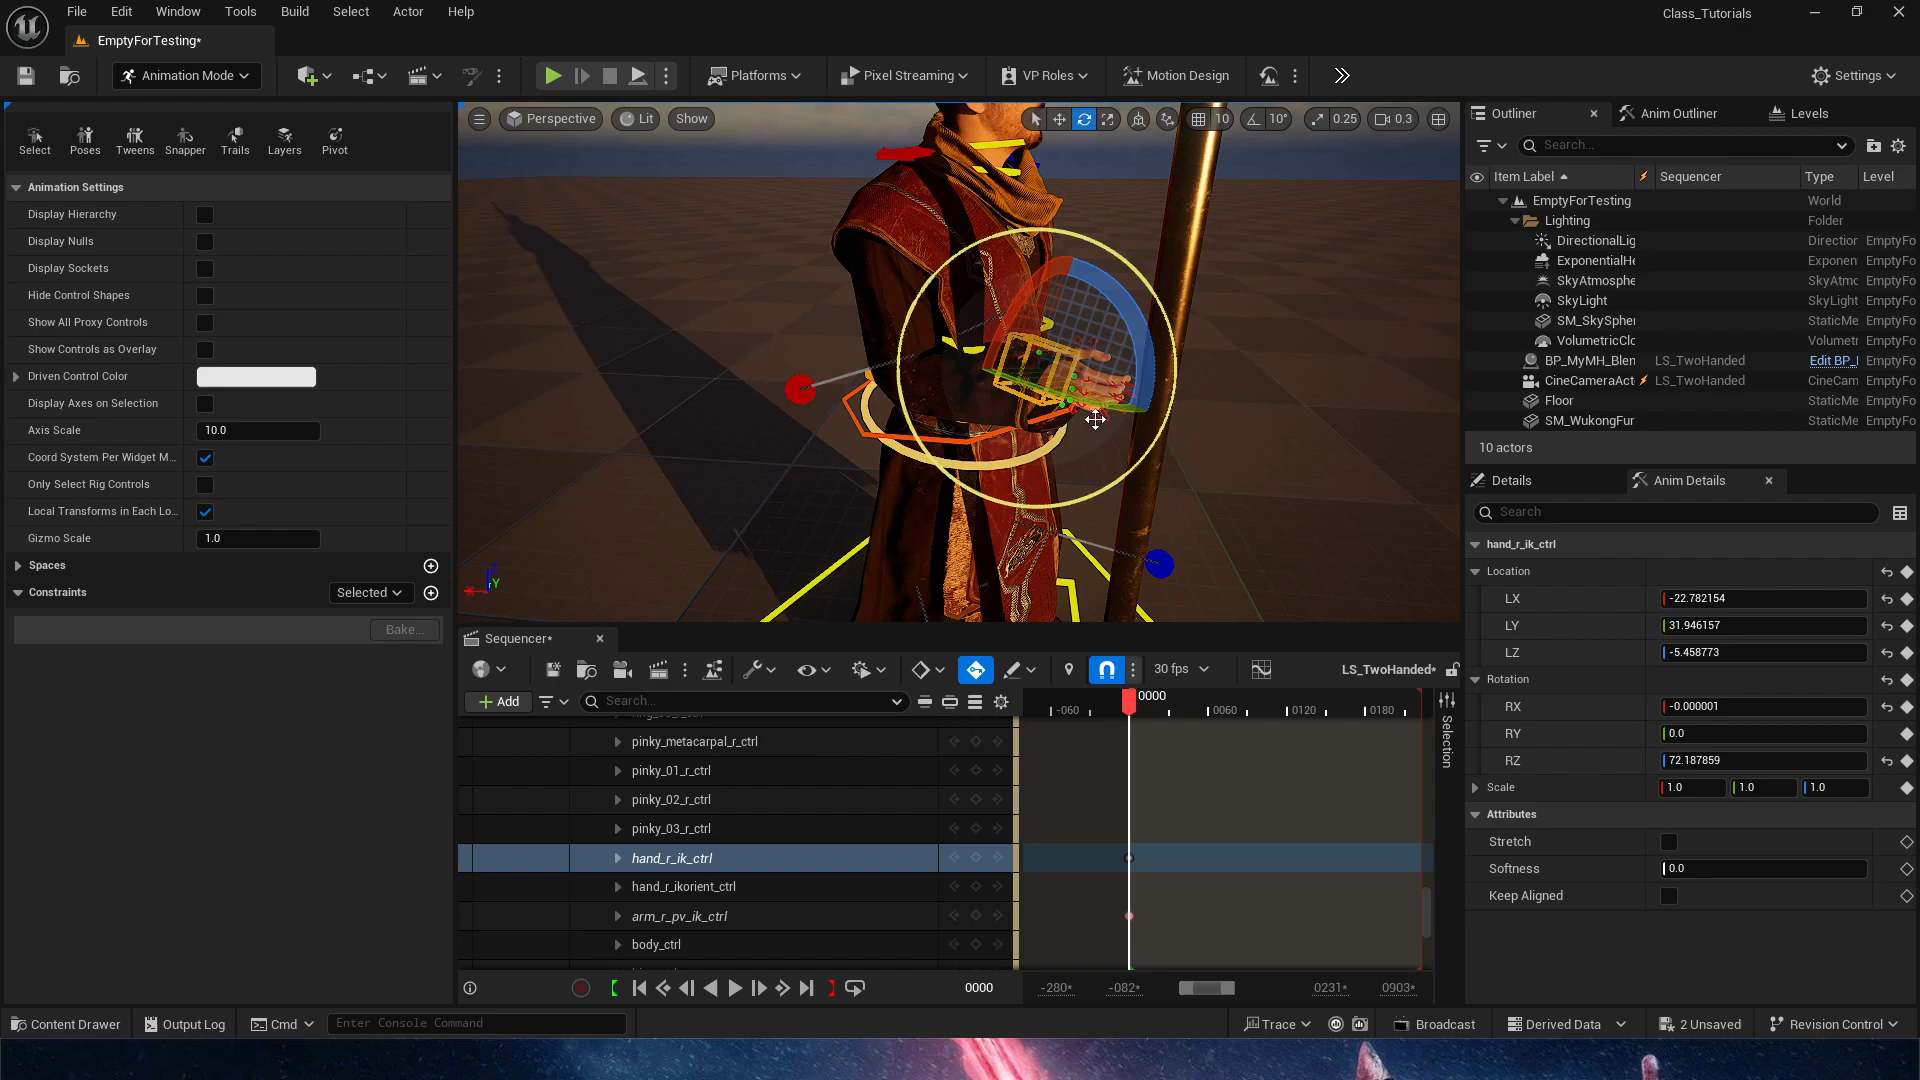 File Edit Window Tools Build Select Actor Help
Class_Tutorials
EmptyForTesting*
Animation Mode
Platforms
Pixel Streaming
VP Roles
Motion Design
Settings
Select
Poses
Tweens
Snapper
Trails
Layers
Pivot
Animation Settings
Display Hierarchy
Display Nulls
Display Sockets
Hide Control Shapes
Show All Proxy Controls
Show Controls as Overlay
Driven Control Color
Display Axes on Selection
Axis Scale 10.0
Coord System Per Widget M...
Only Select Rig Controls
Local Transforms in Each Lo...
Gizmo Scale 1.0
Spaces
Constraints Selected
Bake...
Perspective Lit Show
10 10° 0.25 0.3
Y
Outliner Anim Outliner Levels
Search...
Item Label Sequencer Type Level
EmptyForTesting World
Lighting Folder
DirectionalLig Direction EmptyFo
ExponentialHe Exponen EmptyFo
SkyAtmosphe SkyAtmc EmptyFo
SkyLight SkyLight EmptyFo
SM_SkySpher StaticMe EmptyFo
VolumetricClo Volumetr EmptyFo
BP_MyMH_Blen LS_TwoHanded Edit BP_ EmptyFo
CineCameraAct LS_TwoHanded CineCam EmptyFo
Floor StaticMe EmptyFo
SM_WukongFur StaticMe EmptyFo
10 actors
Details Anim Details
Search
hand_r_ik_ctrl
Location
LX -22.782154
LY 31.946157
LZ -5.458773
Rotation
RX -0.000001
RY 0.0
RZ 72.187859
Scale 1.0 1.0 1.0
Attributes
Stretch
Softness 0.0
Keep Aligned
Sequencer*
30 fps
LS_TwoHanded*
Add
Search...
0000
-060 0060 0120 0180
Selection
pinky_metacarpal_r_ctrl
pinky_01_r_ctrl
pinky_02_r_ctrl
pinky_03_r_ctrl
hand_r_ik_ctrl
hand_r_ikorient_ctrl
arm_r_pv_ik_ctrl
body_ctrl
0000
-280* -082* 0231* 0903*
Content Drawer
Output Log
Cmd
Enter Console Command
Trace
Broadcast
Derived Data
2 Unsaved
Revision Control